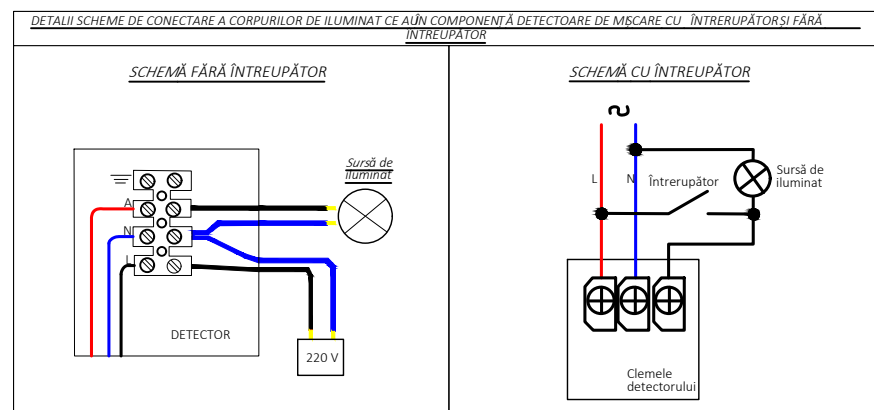 DETALII SCHEME DE CONECTARE A CORPURILOR DE ILUMINAT CE AU ÎN COMPONENȚĂ DETECTOARE DE MIȘCARE CU ÎNTRERUPĂTOR ȘI FĂRĂ
ÎNTREUPĂTOR
SCHEMĂ FĂRĂ ÎNTREUPĂTOR
Sursă de
iluminat
A
N
L
DETECTOR
220 V
SCHEMĂ CU ÎNTREUPĂTOR
L
N
Întrerupător
Sursă de
iluminat
Clemele
detectorului